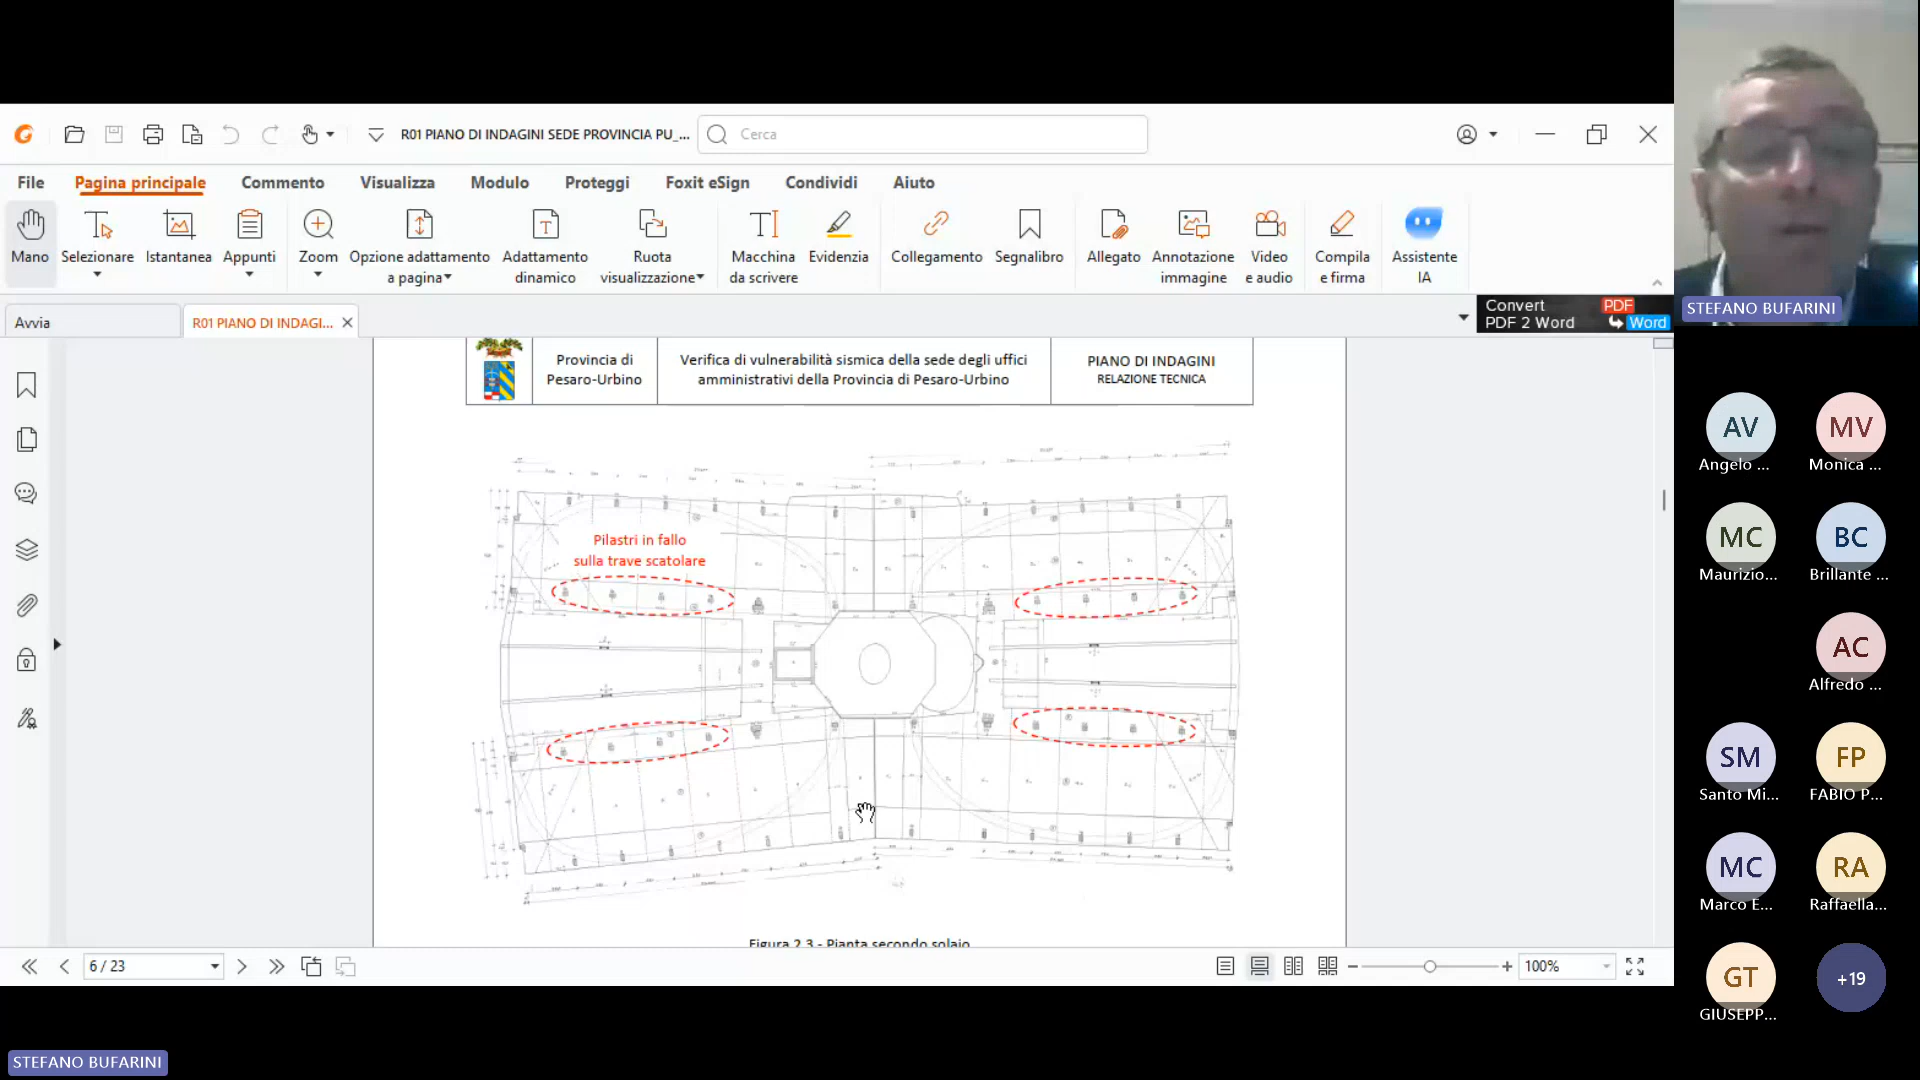 R01 PIANO DI INDAGINI SEDE PROVINCIA PU_...
Cerca
File
Pagina principale
Commento
Visualizza
Modulo
Proteggi
Foxit eSign
Condividi
Aiuto
Mano
Selezionare
Istantanea
Appunti
Zoom
Opzione adattamento
a pagina
Adattamento
dinamico
Ruota
visualizzazione
Macchina
da scrivere
Evidenzia
Collegamento
Segnalibro
Allegato
Annotazione
immagine
Video
e audio
Compila
e firma
Assistente
IA
Avvia
R01 PIANO DI INDAGI...
Convert
PDF 2 Word
PDF
Word
Provincia di
Pesaro-Urbino
Verifica di vulnerabilità sismica della sede degli uffici
amministrativi della Provincia di Pesaro-Urbino
PIANO DI INDAGINI
RELAZIONE TECNICA
Pilastri in fallo
sulla trave scatolare
Figura 2.3 - Pianta secondo solaio
6 / 23
100%
STEFANO BUFARINI
STEFANO BUFARINI
AV
Angelo ...
MV
Monica ...
MC
Maurizio...
BC
Brillante ...
AC
Alfredo ...
SM
Santo Mi...
FP
FABIO P...
MC
Marco E...
RA
Raffaella...
GT
GIUSEPP...
+19